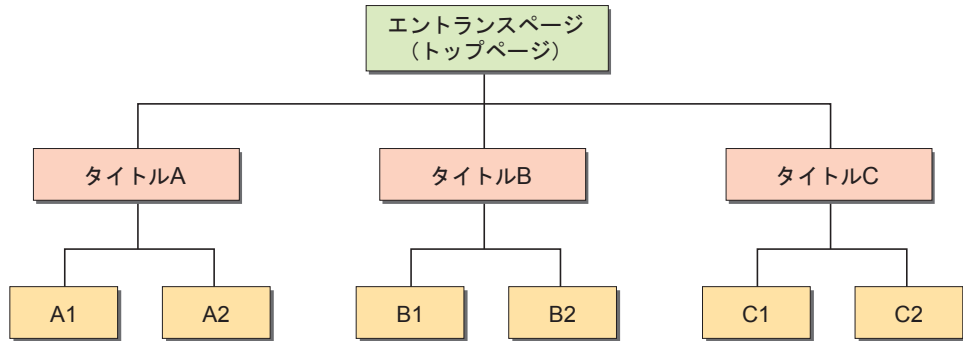 エントランスページ
（トップページ）
タイトルA
タイトルB
タイトルC
A1
A2
B1
B2
C1
C2